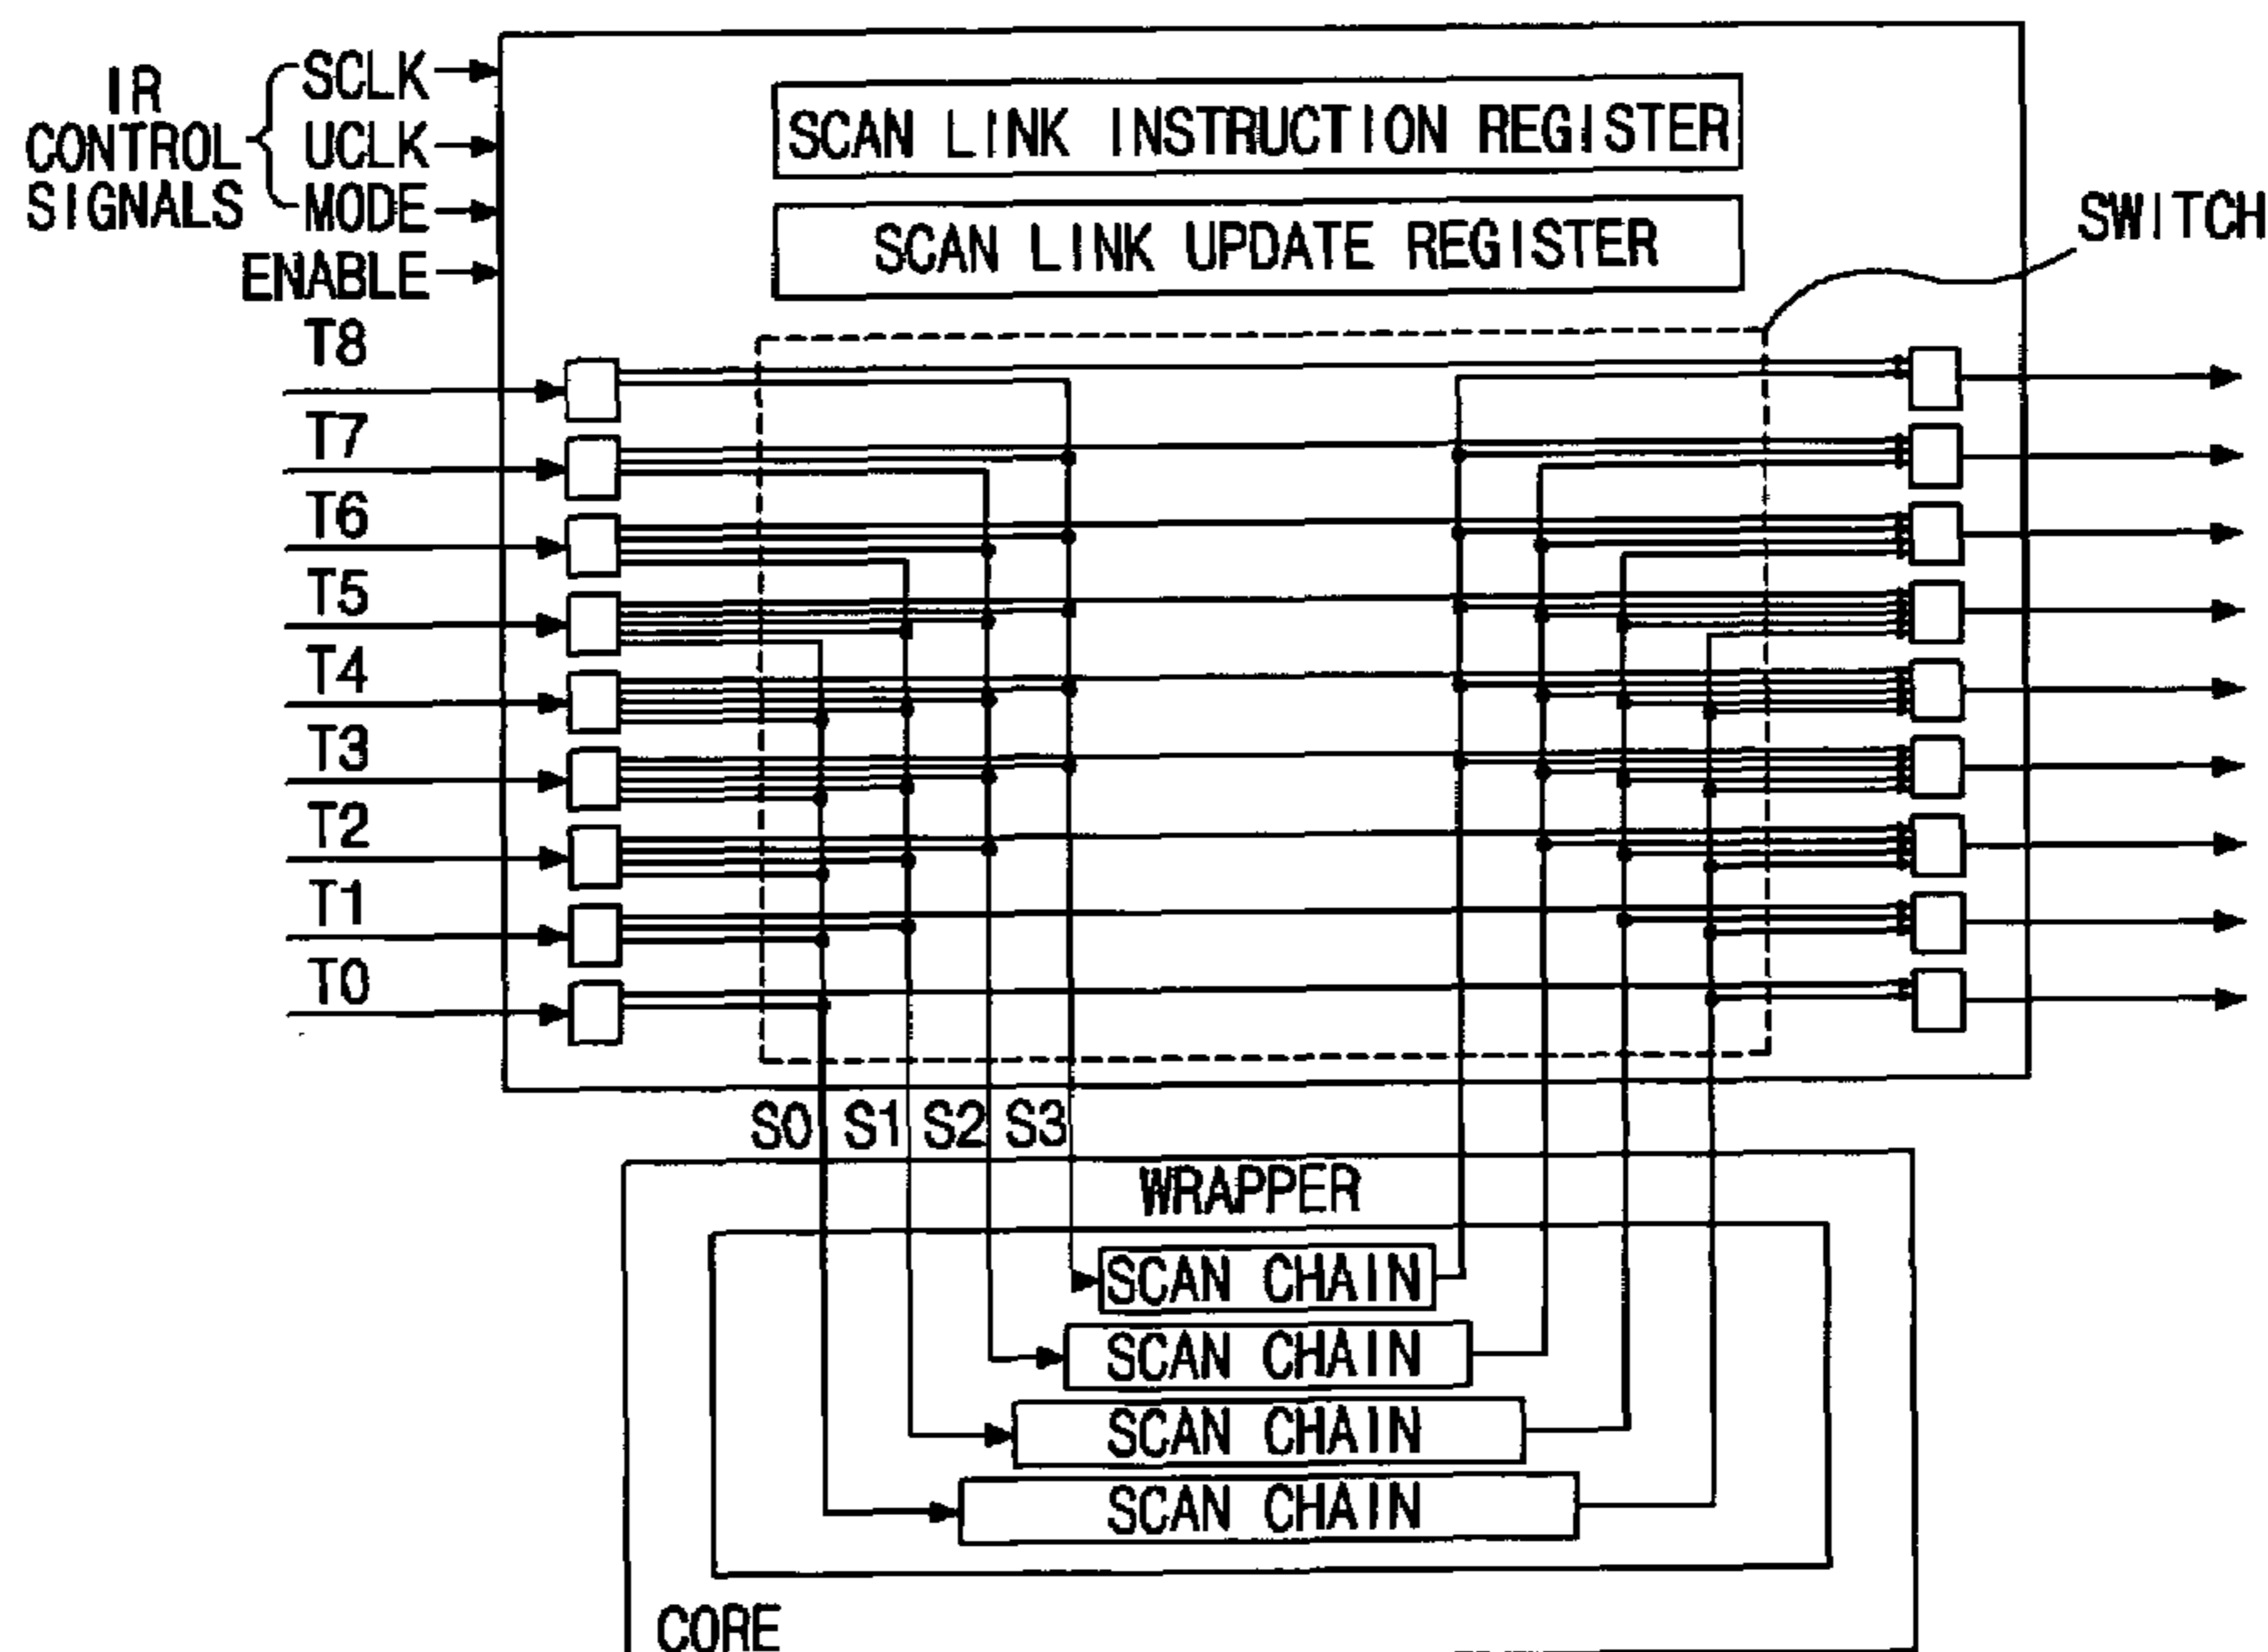 IR
CONTROL
SIGNALS
SCLK
UCLK
MODE
ENABLE
SCAN LINK INSTRUCTION REGISTER
SCAN LINK UPDATE REGISTER
SWITCH
T8
T7
T6
T5
T4
T3
T2
T1
T0
S0 S1 S2 S3
WRAPPER
SCAN CHAIN
SCAN CHAIN
SCAN CHAIN
SCAN CHAIN
CORE